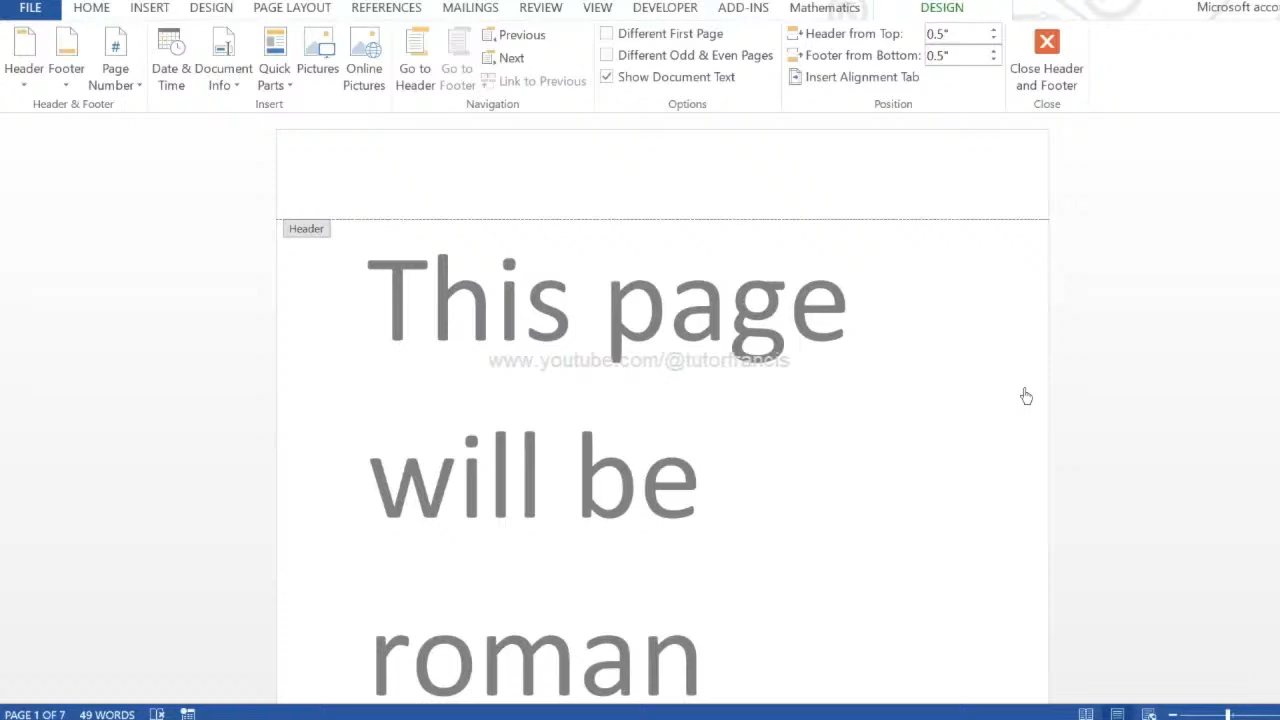 FILE HOME INSERT DESIGN PAGE LAYOUT REFERENCES MAILINGS REVIEW VIEW DEVELOPER ADD-INS Mathematics DESIGN Microsoft acco
Header Footer Page Number
Header & Footer
Date & Time Document Info Quick Parts Pictures Online Pictures
Insert
Go to Header Go to Footer
Previous
Next
Link to Previous
Navigation
Different First Page
Different Odd & Even Pages
Show Document Text
Options
Header from Top: 0.5"
Footer from Bottom: 0.5"
Insert Alignment Tab
Position
Close Header and Footer
Close
Header
This page
www.youtube.com/@tutorfrancis
will be
roman
PAGE 1 OF 7 49 WORDS